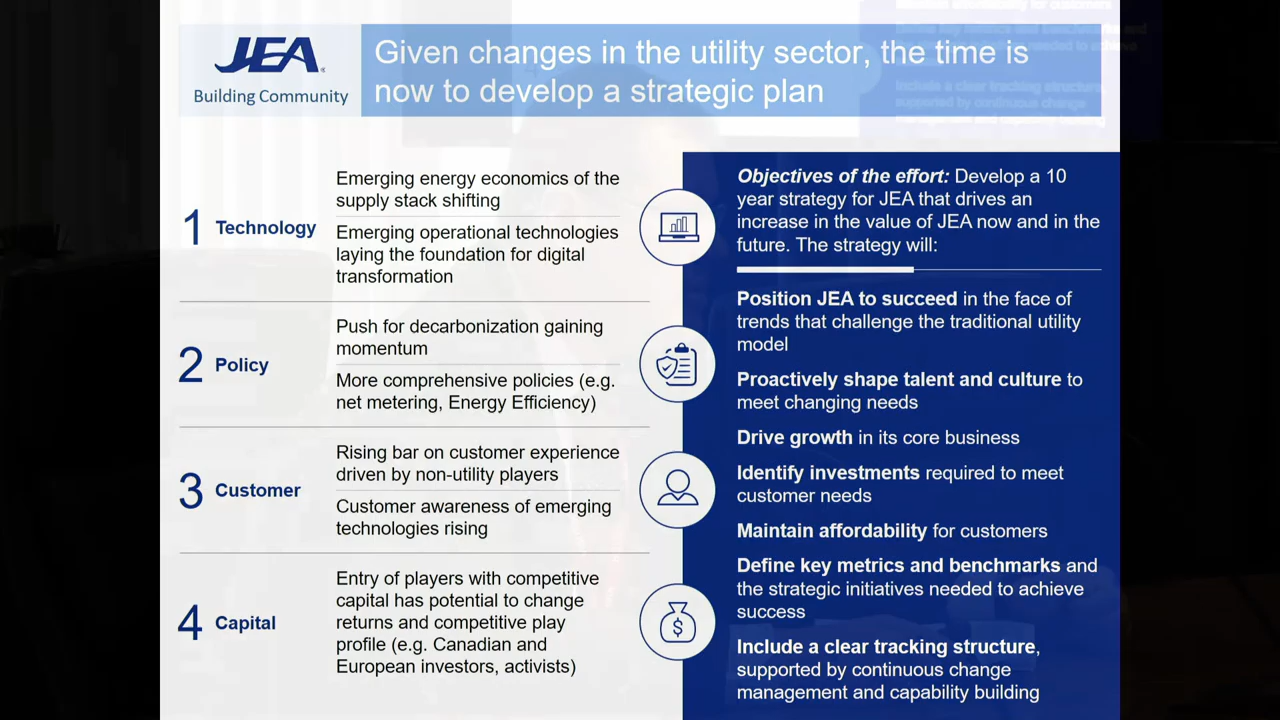 JEA
Building Community
Given changes in the utility sector, the time is
now to develop a strategic plan
1
Technology
Emerging energy economics of the
supply stack shifting
Emerging operational technologies
laying the foundation for digital
transformation
2
Policy
Push for decarbonization gaining
momentum
More comprehensive policies (e.g.
net metering, Energy Efficiency)
3
Customer
Rising bar on customer experience
driven by non-utility players
Customer awareness of emerging
technologies rising
4
Capital
Entry of players with competitive
capital has potential to change
returns and competitive play
profile (e.g. Canadian and
European investors, activists)
$
Objectives of the effort: Develop a 10
year strategy for JEA that drives an
increase in the value of JEA now and in the
future. The strategy will:
Position JEA to succeed in the face of
trends that challenge the traditional utility
model
Proactively shape talent and culture to
meet changing needs
Drive growth in its core business
Identify investments required to meet
customer needs
Maintain affordability for customers
Define key metrics and benchmarks and
the strategic initiatives needed to achieve
success
Include a clear tracking structure,
supported by continuous change
management and capability building